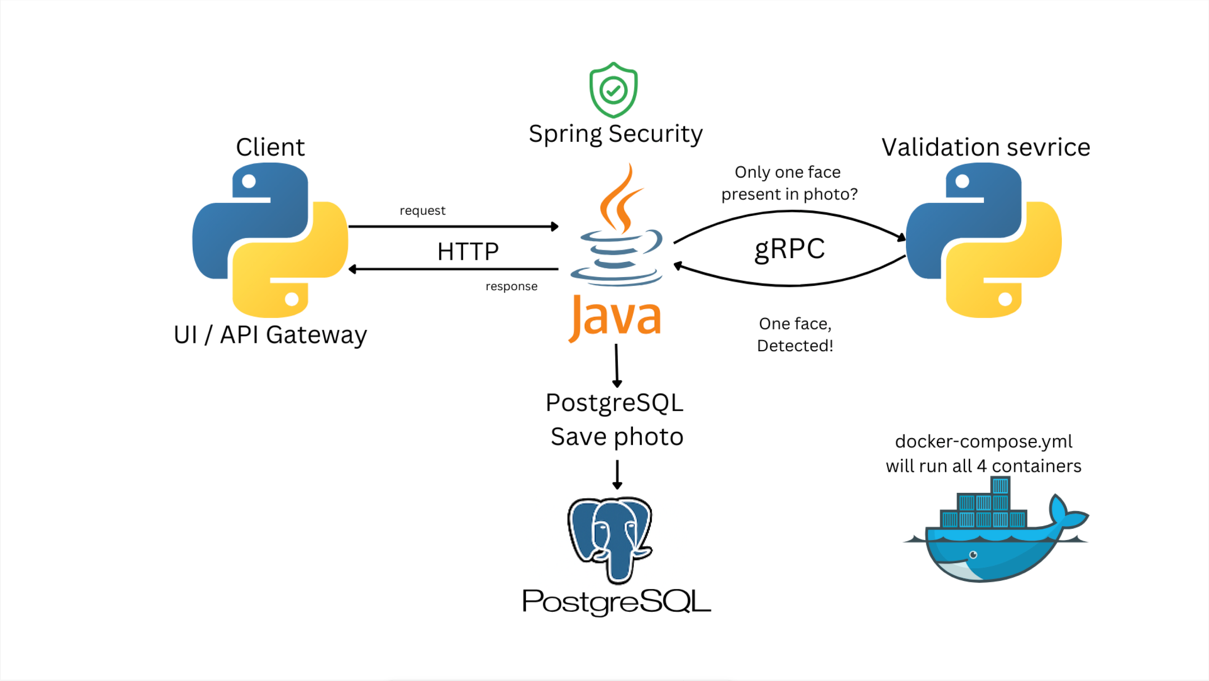 Spring Security
Client
Validation sevrice
Only one face
present in photo?
request
HTTP
gRPC
response
Java
One face,
Detected!
UI / API Gateway
PostgreSQL
Save photo
docker-compose.yml
will run all 4 containers
PostgreSQL